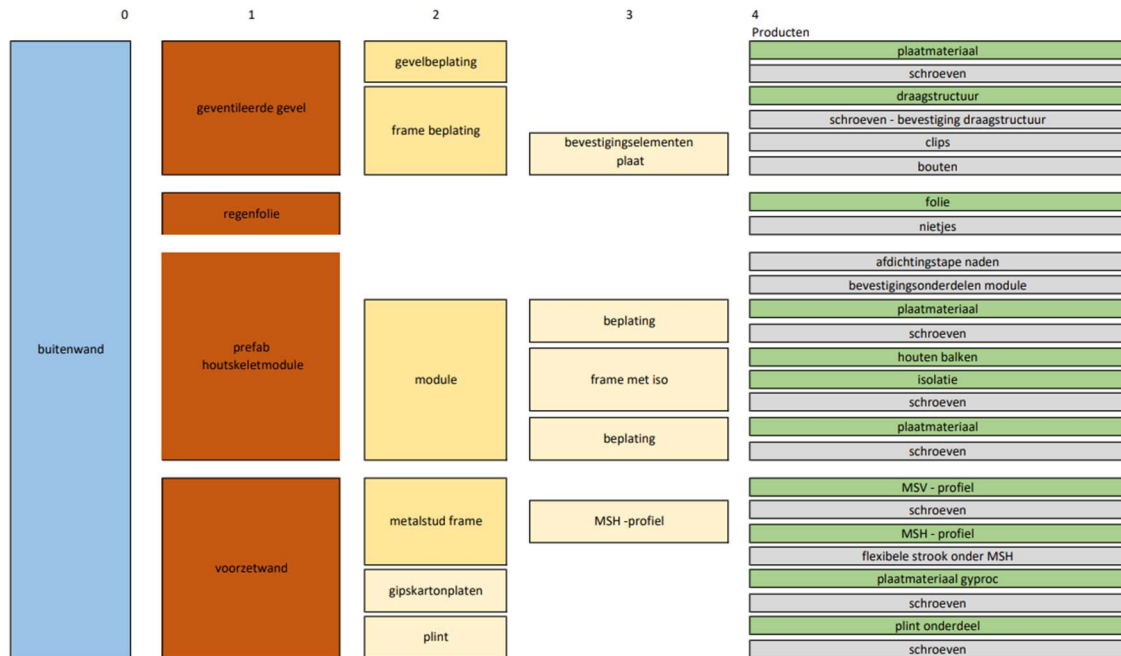 0
1
2
3
4
Producten
buitenwand
geventileerde gevel
gevelbeplating
plaatmateriaal
schroeven
frame beplating
draagstructuur
schroeven - bevestiging draagstructuur
bevestigingselementen
plaat
clips
bouten
regenfolie
folie
nietjes
prefab
houtskeletmodule
afdichtingstape naden
bevestigingsonderdelen module
module
beplating
plaatmateriaal
schroeven
frame met iso
houten balken
isolatie
schroeven
beplating
plaatmateriaal
schroeven
voorzetwand
metalstud frame
MSV - profiel
MSH -profiel
schroeven
MSH - profiel
flexibele strook onder MSH
gipskartonplaten
plaatmateriaal gyproc
schroeven
plint
plint onderdeel
schroeven